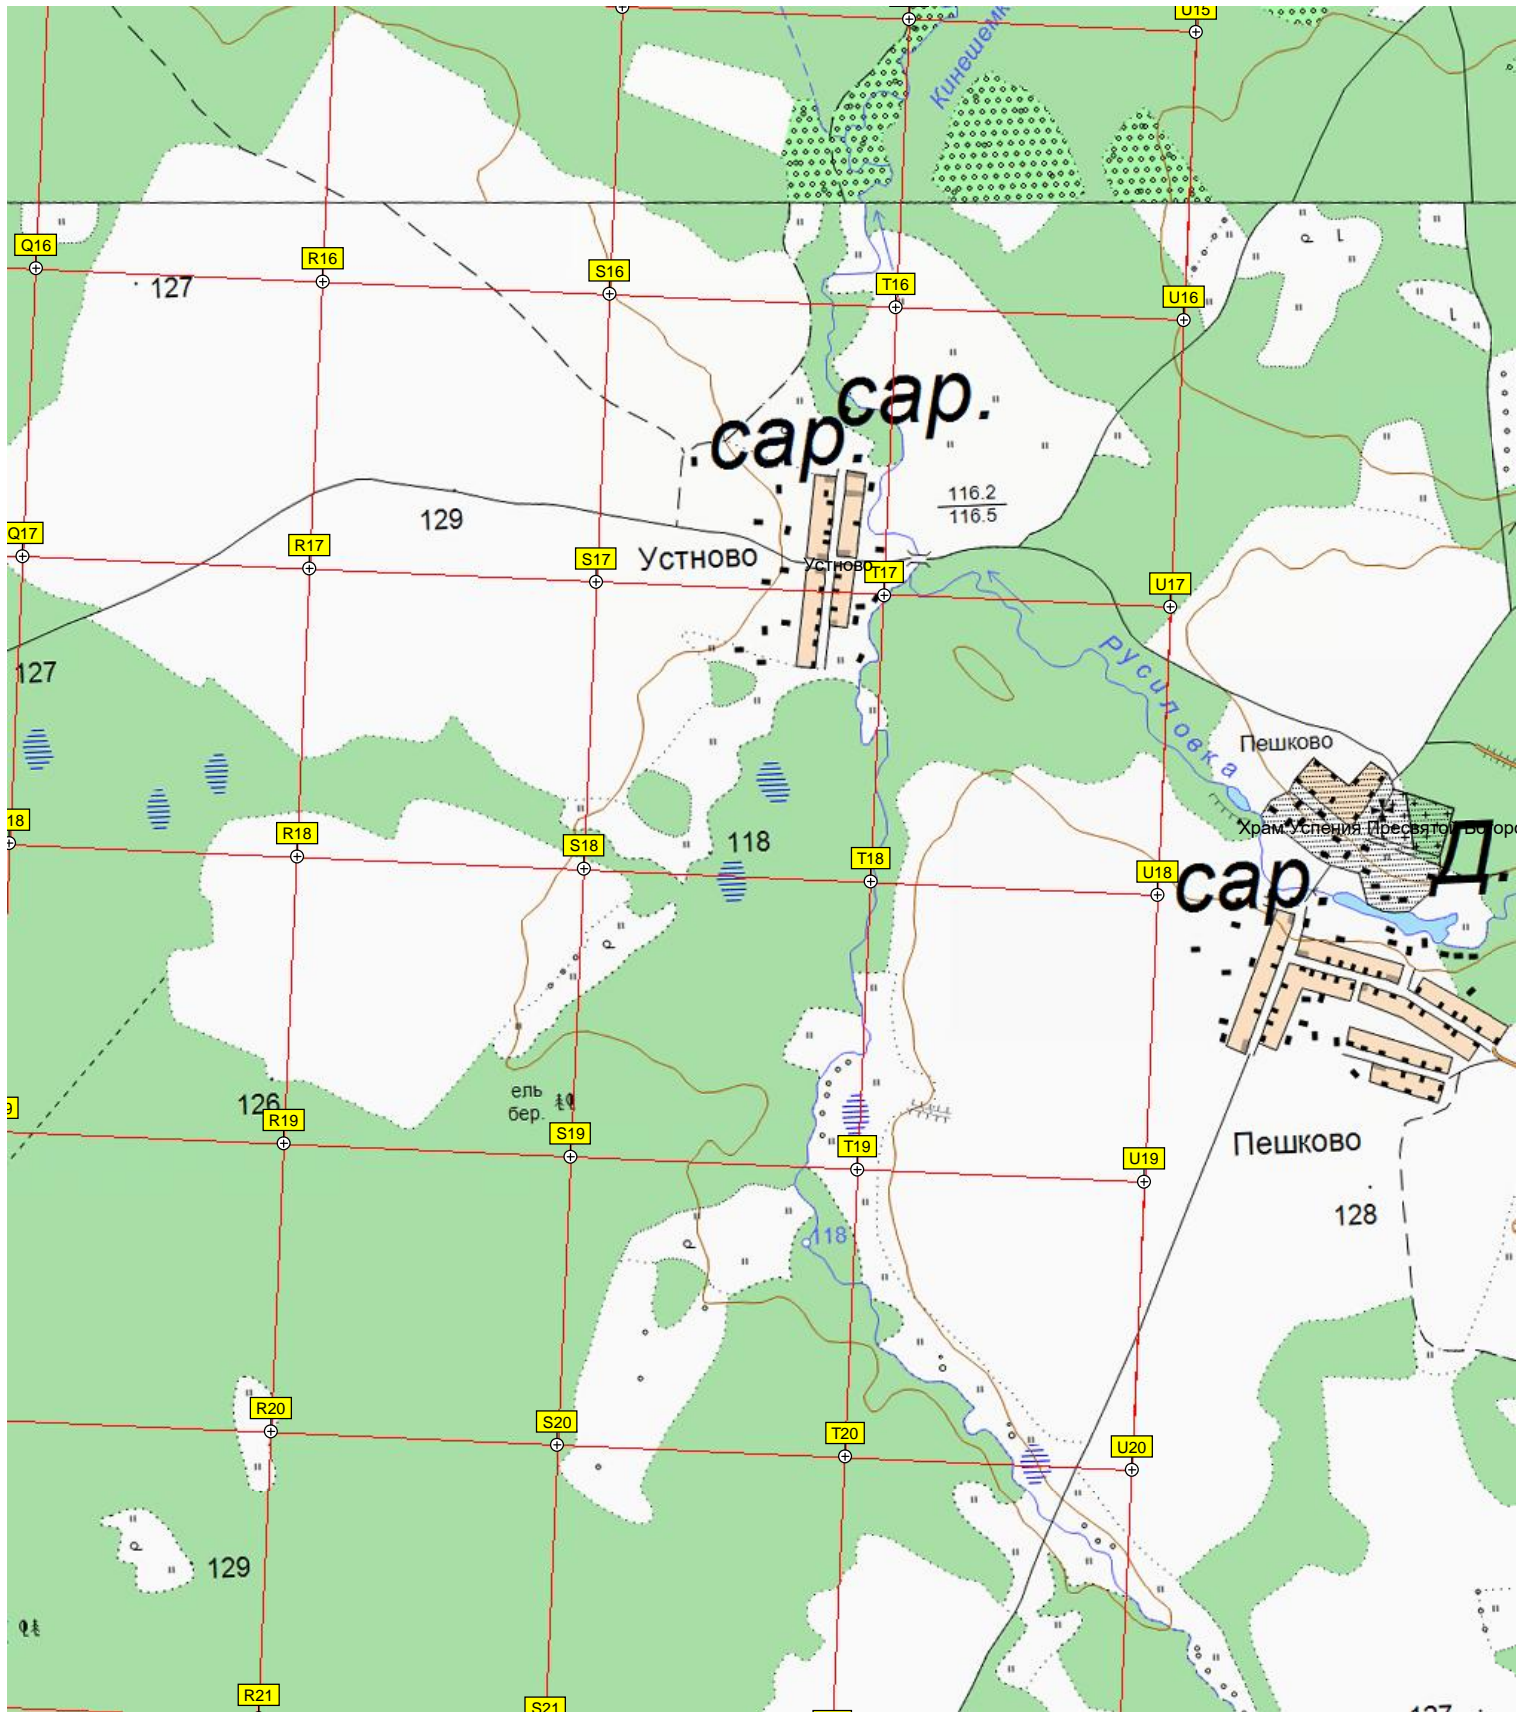 U15
Кинешемк
Q16
R16
S16
T16
U16
127
сар.
сар.
116.2
116.5
129
Q17
R17
S17
Устново
Устново
T17
U17
127
Русиловка
Пешково
18
R18
S18
118
T18
U18
Храм Успения Пресвятой Богоро
сар.
Д.
ель
бер.
126
9
R19
S19
T19
U19
Пешково
118
128
R20
S20
T20
U20
129
R21
S21
127